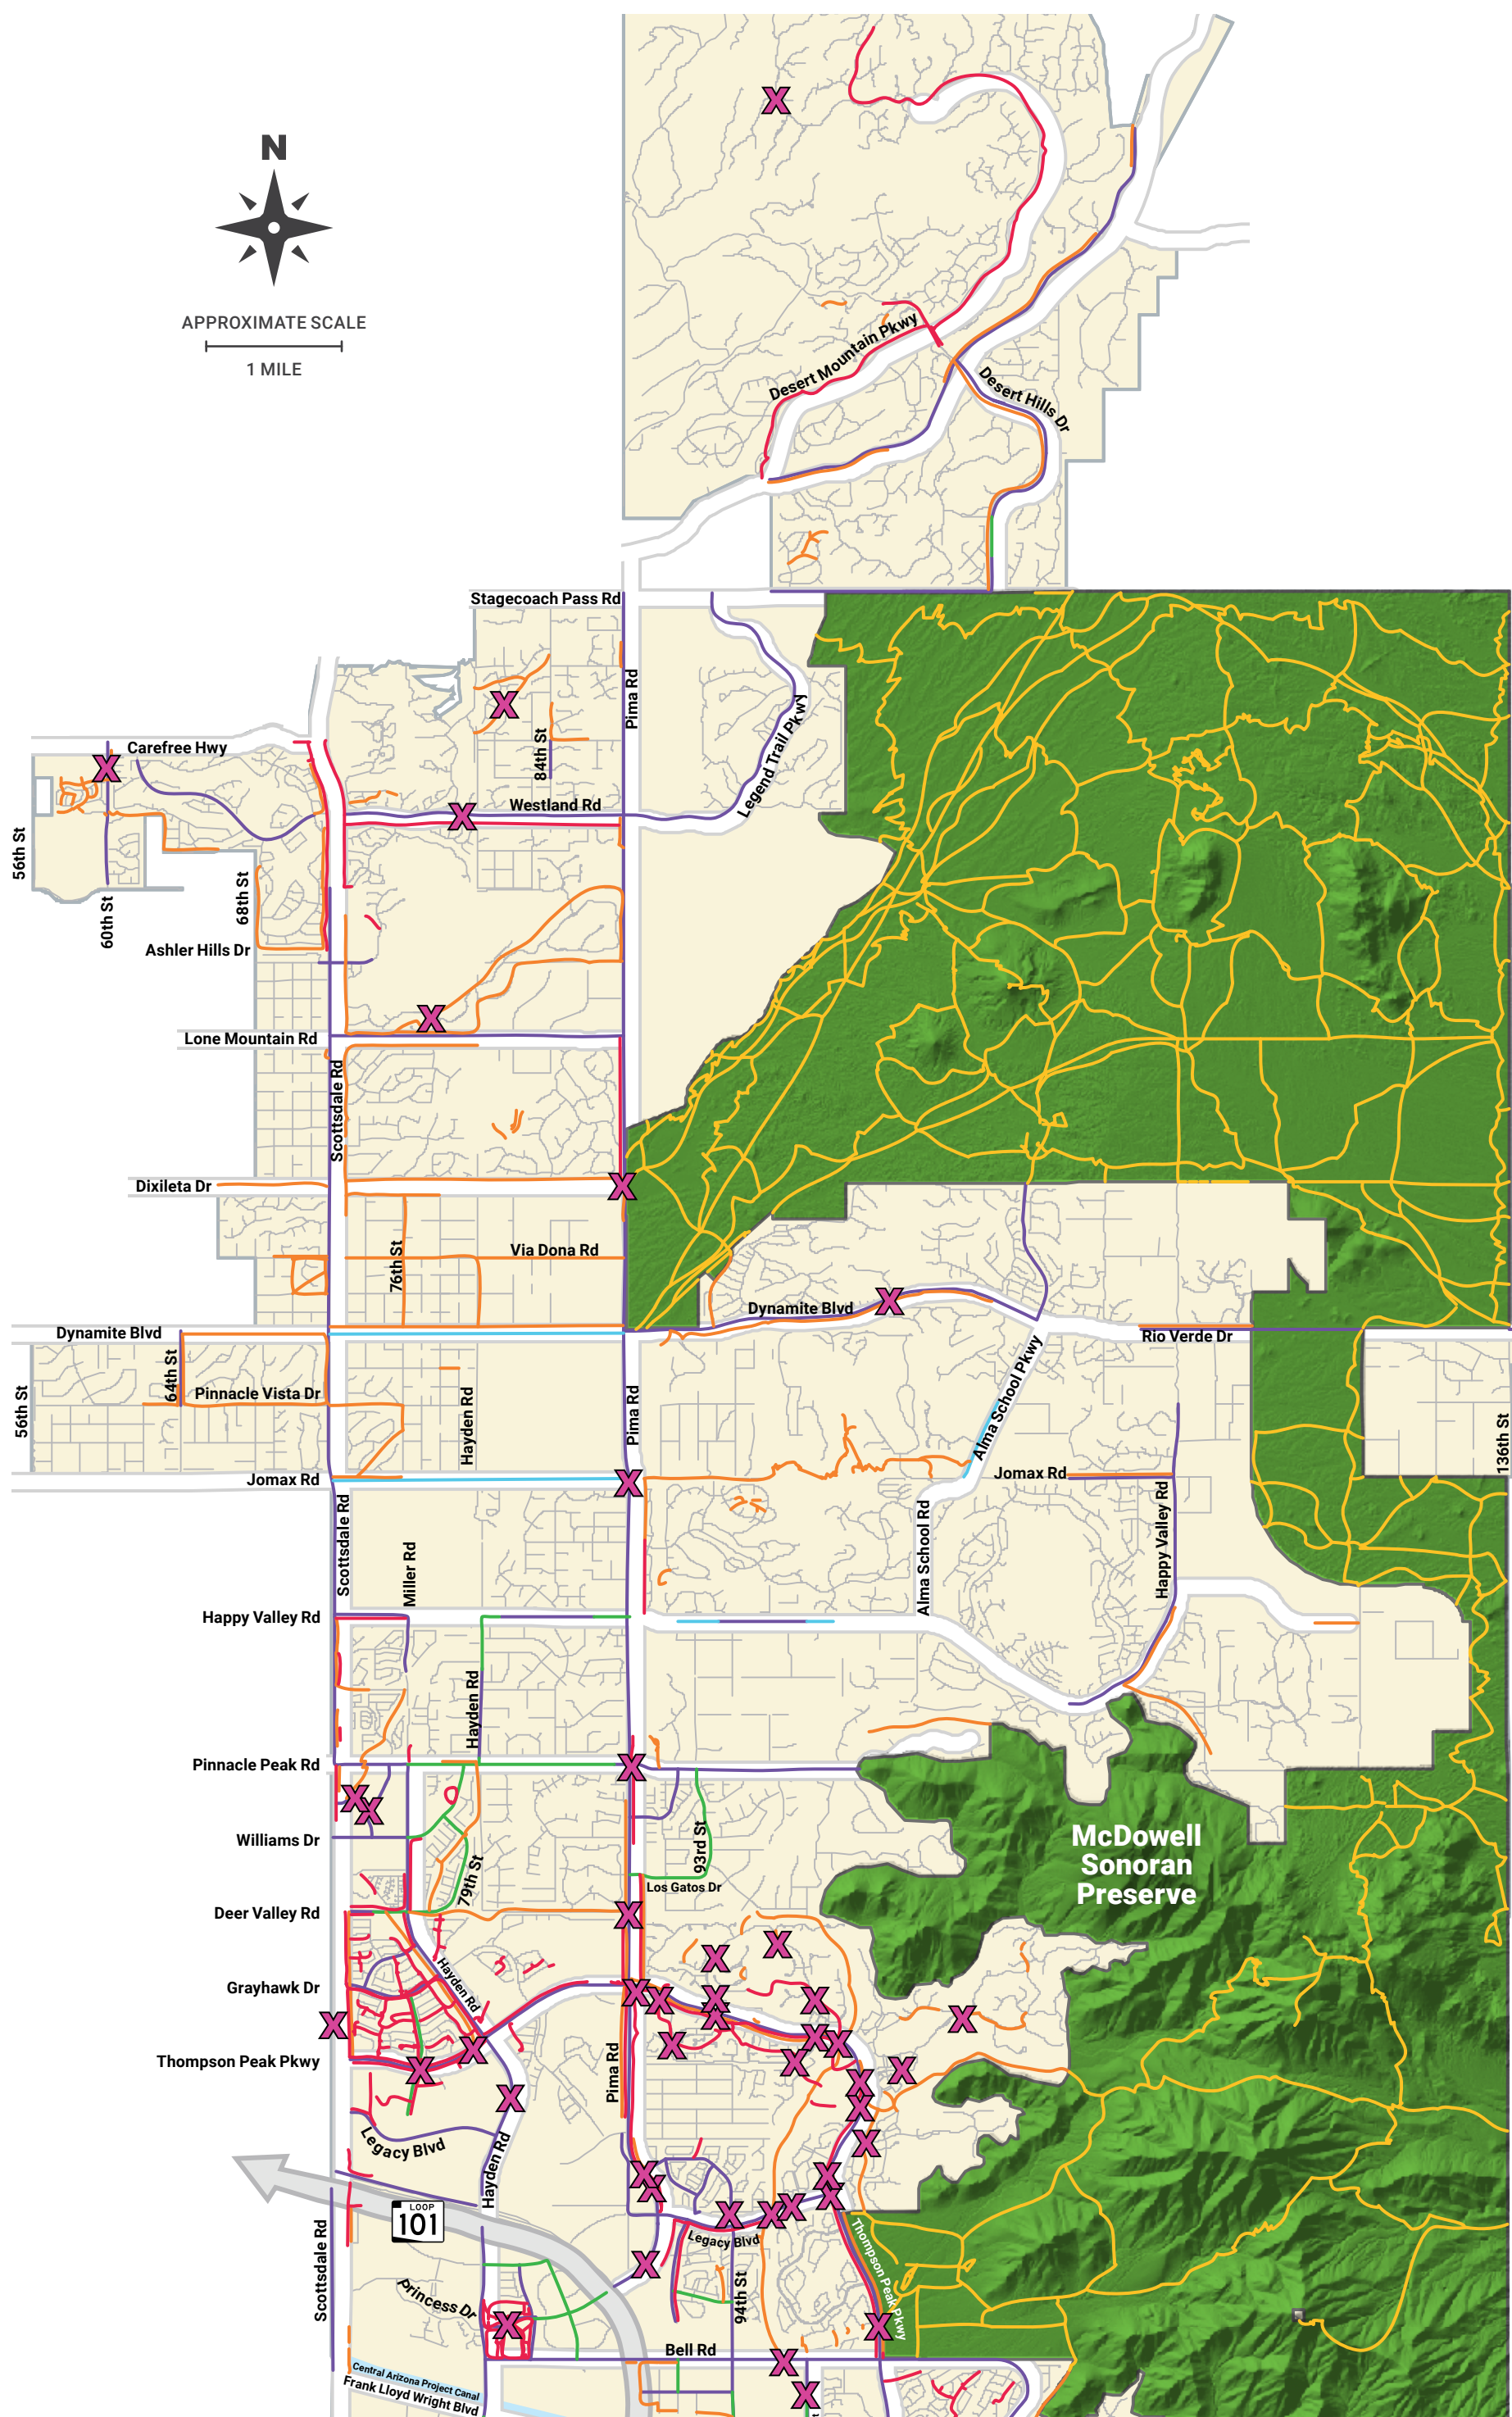 N
APPROXIMATE SCALE
1 MILE
Desert Mountain Pkwy
Desert Hills Dr
Stagecoach Pass Rd
Pima Rd
Legend Trail Pkwy
84th St
Carefree Hwy
Westland Rd
56th St
60th St
68th St
Ashler Hills Dr
Lone Mountain Rd
Scottsdale Rd
Dixileta Dr
76th St
Via Dona Rd
Dynamite Blvd
Dynamite Blvd
Rio Verde Dr
64th St
Pinnacle Vista Dr
56th St
Hayden Rd
Pima Rd
Alma School Pkwy
136th St
Jomax Rd
Jomax Rd
Scottsdale Rd
Miller Rd
Alma School Rd
Happy Valley Rd
Happy Valley Rd
Hayden Rd
Pinnacle Peak Rd
Williams Dr
93rd St
McDowell
Sonoran
Preserve
79th St
Los Gatos Dr
Deer Valley Rd
Hayden Rd
Grayhawk Dr
Thompson Peak Pkwy
Pima Rd
Legacy Blvd
Hayden Rd
LOOP
101
Legacy Blvd
Thompson Peak Pkwy
Scottsdale Rd
Princess Dr
94th St
Bell Rd
Central Arizona Project Canal
Frank Lloyd Wright Blvd